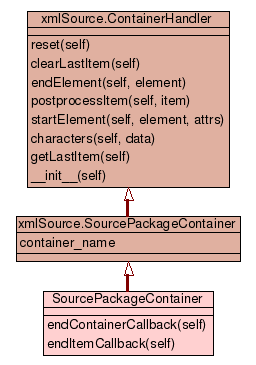 xmlSource.ContainerHandler
reset(self)
clearLastItem(self)
endElement(self, element)
postprocessItem(self, item)
startElement(self, element, attrs)
characters(self, data)
getLastItem(self)
__init__(self)
xmlSource.SourcePackageContainer
container_name
SourcePackageContainer
endContainerCallback(self)
endItemCallback(self)